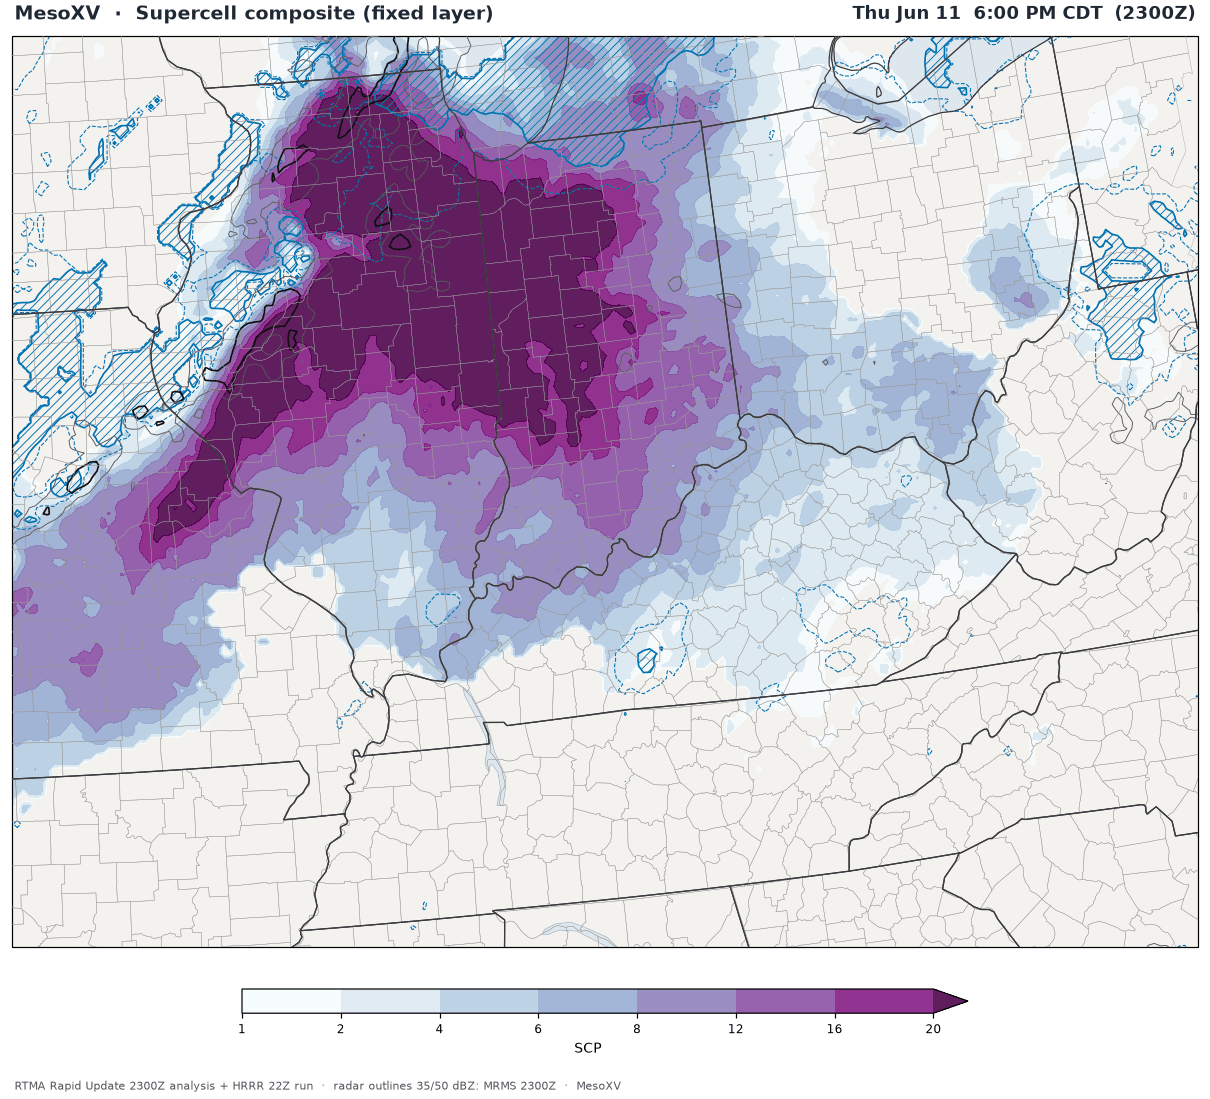 MesoXV · Supercell composite (fixed layer)
Thu Jun 11 6:00 PM CDT (2300Z)
1 2 4 6 8 12 16 20
SCP
RTMA Rapid Update 2300Z analysis + HRRR 22Z run · radar outlines 35/50 dBZ: MRMS 2300Z · MesoXV